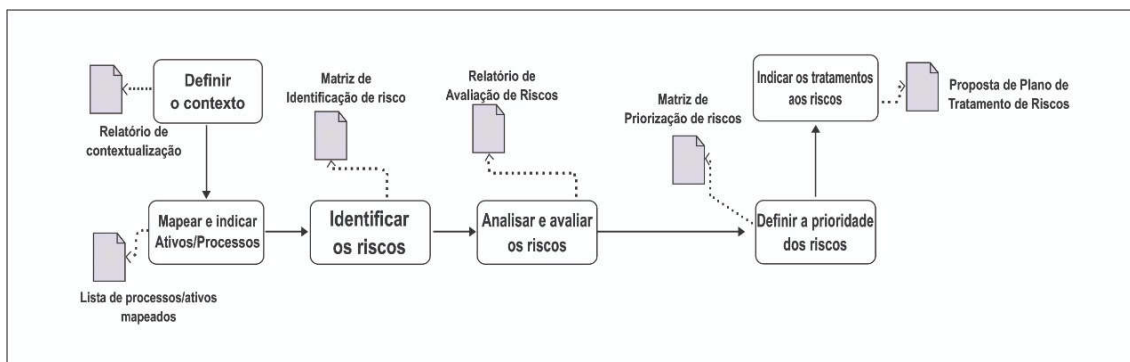 Definir
o contexto
Relatório de
contextualização
Mapear e indicar
Ativos/Processos
Lista de processos/ativos
mapeados
Matriz de
Identificação de risco
Identificar
os riscos
Relatório de
Avaliação de Riscos
Analisar e avaliar
os riscos
Matriz de
Priorização de riscos
Definir a prioridade
dos riscos
Indicar os tratamentos
aos riscos
Proposta de Plano de
Tratamento de Riscos